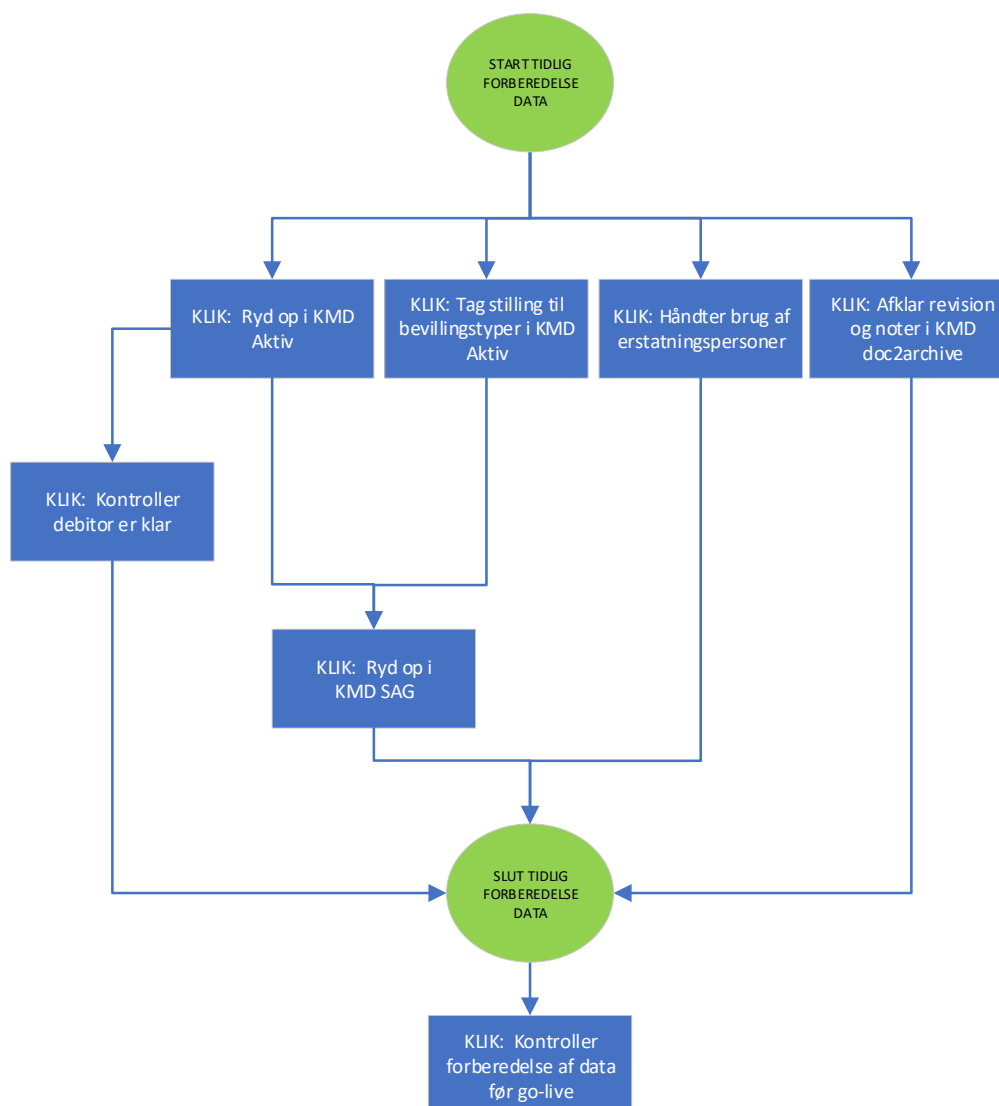 START TIDLIG
FORBEREDELSE
DATA
KLIK: Ryd op i KMD
Aktiv
KLIK: Tag stilling til
bevillingstyper i KMD
Aktiv
KLIK: Håndter brug af
erstatningspersoner
KLIK: Afklar revision
og noter i KMD
doc2archive
KLIK: Kontroller
debitor er klar
KLIK: Ryd op i
KMD SAG
SLUT TIDLIG
FORBEREDELSE
DATA
KLIK: Kontroller
forberedelse af data
før go-live